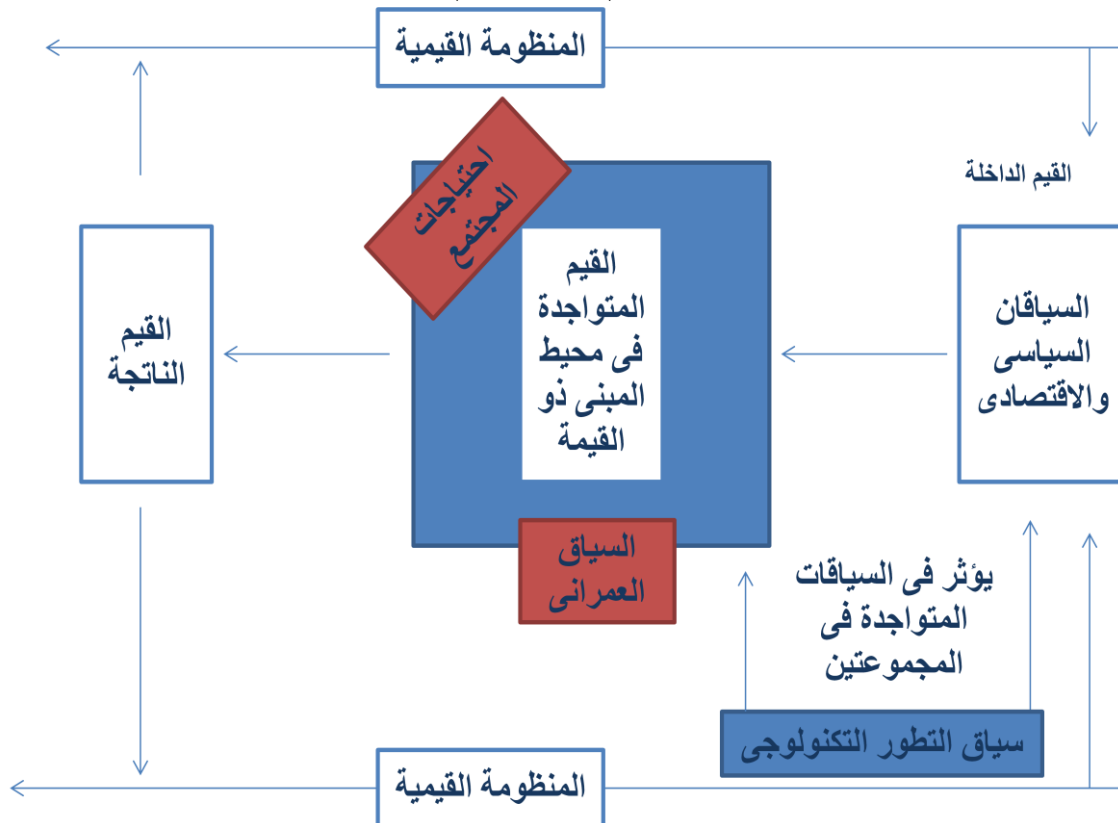 المنظومة القيمية
القيم الداخلة
احتياجات
المجتمع
السياقان
السياسى
والاقتصادى
القيم
المتواجدة
فى محيط
المبنى ذو
القيمة
القيم
الناتجة
السياق
العمرانى
يؤثر فى السياقات
المتواجدة فى
المجموعتين
سياق التطور التكنولوجى
المنظومة القيمية